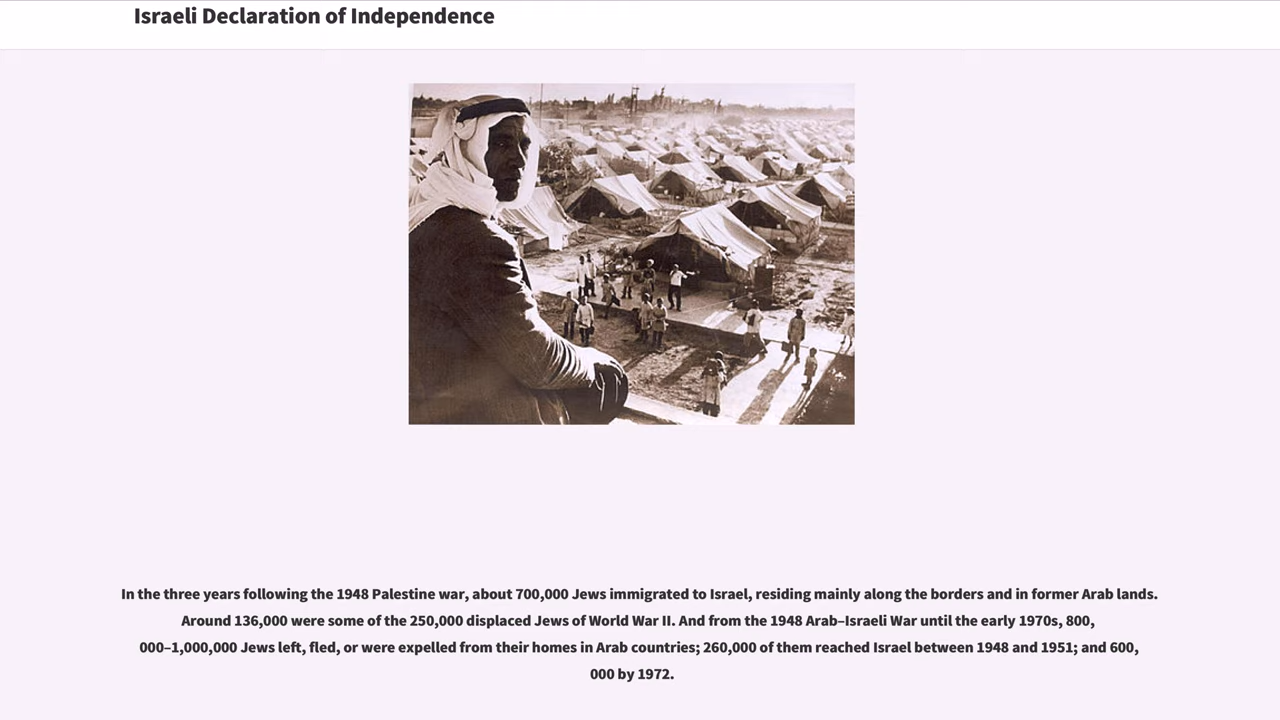 Israeli Declaration of Independence
In the three years following the 1948 Palestine war, about 700,000 Jews immigrated to Israel, residing mainly along the borders and in former Arab lands.
Around 136,000 were some of the 250,000 displaced Jews of World War II. And from the 1948 Arab–Israeli War until the early 1970s, 800,
000–1,000,000 Jews left, fled, or were expelled from their homes in Arab countries; 260,000 of them reached Israel between 1948 and 1951; and 600,
000 by 1972.